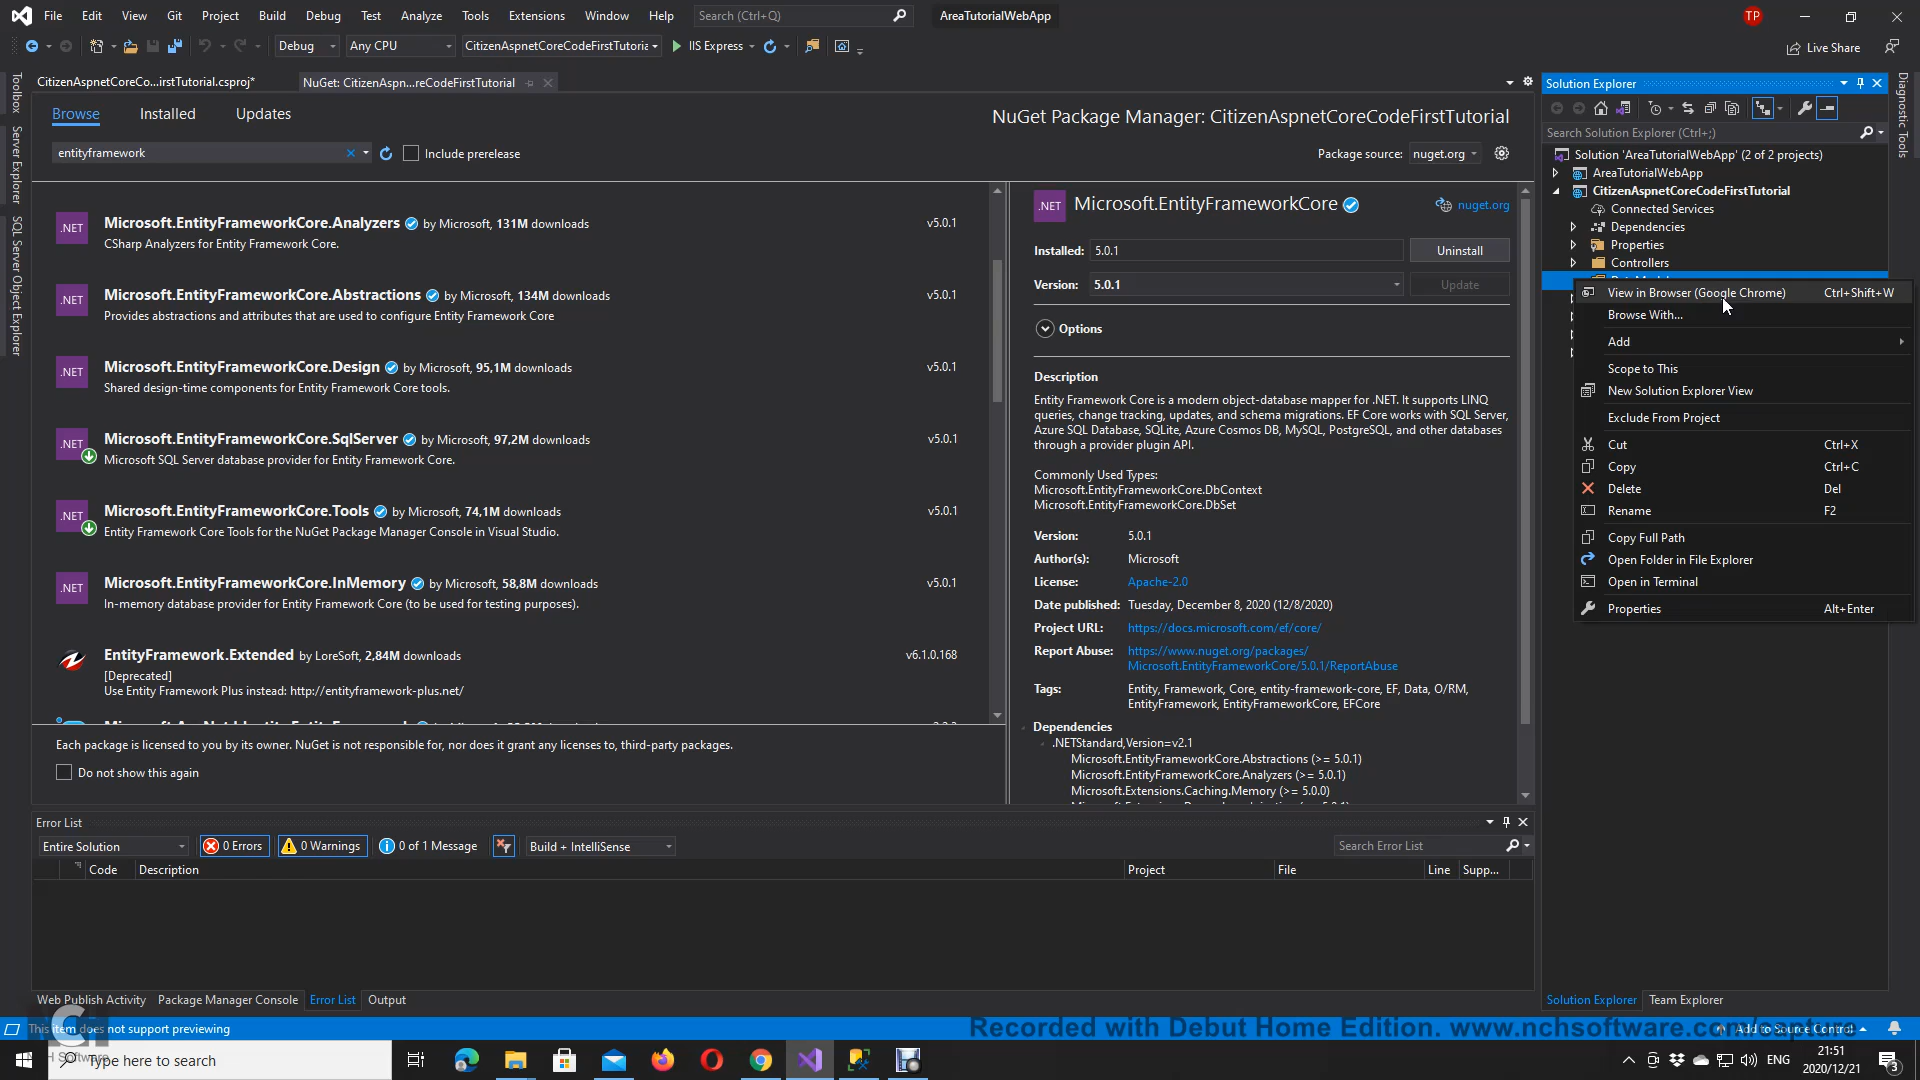 File Edit View Git Project Build Debug Test Analyze Tools Extensions Window Help Search (Ctrl+Q) AreaTutorialWebApp TP
Debug Any CPU CitizenAspnetCoreCodeFirstTutoria IIS Express Live Share
CitizenAspnetCoreCo...irstTutorial.csproj* NuGet: CitizenAspn...reCodeFirstTutorial
Toolbox
Server Explorer
SQL Server Object Explorer
Browse Installed Updates
NuGet Package Manager: CitizenAspnetCoreCodeFirstTutorial
entityframework Include prerelease
Package source: nuget.org
.NET Microsoft.EntityFrameworkCore.Analyzers by Microsoft, 131M downloads v5.0.1
CSharp Analyzers for Entity Framework Core.
.NET Microsoft.EntityFrameworkCore.Abstractions by Microsoft, 134M downloads v5.0.1
Provides abstractions and attributes that are used to configure Entity Framework Core
.NET Microsoft.EntityFrameworkCore.Design by Microsoft, 95,1M downloads v5.0.1
Shared design-time components for Entity Framework Core tools.
.NET Microsoft.EntityFrameworkCore.SqlServer by Microsoft, 97,2M downloads v5.0.1
Microsoft SQL Server database provider for Entity Framework Core.
.NET Microsoft.EntityFrameworkCore.Tools by Microsoft, 74,1M downloads v5.0.1
Entity Framework Core Tools for the NuGet Package Manager Console in Visual Studio.
.NET Microsoft.EntityFrameworkCore.InMemory by Microsoft, 58,8M downloads v5.0.1
In-memory database provider for Entity Framework Core (to be used for testing purposes).
EntityFramework.Extended by LoreSoft, 2,84M downloads v6.1.0.168
[Deprecated]
Use Entity Framework Plus instead: http://entityframework-plus.net/
Each package is licensed to you by its owner. NuGet is not responsible for, nor does it grant any licenses to, third-party packages.
Do not show this again
.NET Microsoft.EntityFrameworkCore nuget.org
Installed: 5.0.1 Uninstall
Version: 5.0.1 Update
Options
Description
Entity Framework Core is a modern object-database mapper for .NET. It supports LINQ
queries, change tracking, updates, and schema migrations. EF Core works with SQL Server,
Azure SQL Database, SQLite, Azure Cosmos DB, MySQL, PostgreSQL, and other databases
through a provider plugin API.
Commonly Used Types:
Microsoft.EntityFrameworkCore.DbContext
Microsoft.EntityFrameworkCore.DbSet
Version: 5.0.1
Author(s): Microsoft
License: Apache-2.0
Date published: Tuesday, December 8, 2020 (12/8/2020)
Project URL: https://docs.microsoft.com/ef/core/
Report Abuse: https://www.nuget.org/packages/
Microsoft.EntityFrameworkCore/5.0.1/ReportAbuse
Tags: Entity, Framework, Core, entity-framework-core, EF, Data, O/RM,
EntityFramework, EntityFrameworkCore, EFCore
Dependencies
.NETStandard,Version=v2.1
Microsoft.EntityFrameworkCore.Abstractions (>= 5.0.1)
Microsoft.EntityFrameworkCore.Analyzers (>= 5.0.1)
Microsoft.Extensions.Caching.Memory (>= 5.0.0)
Solution Explorer
Search Solution Explorer (Ctrl+;)
Solution 'AreaTutorialWebApp' (2 of 2 projects)
AreaTutorialWebApp
CitizenAspnetCoreCodeFirstTutorial
Connected Services
Dependencies
Properties
Controllers
View in Browser (Google Chrome) Ctrl+Shift+W
Browse With...
Add
Scope to This
New Solution Explorer View
Exclude From Project
Cut Ctrl+X
Copy Ctrl+C
Delete Del
Rename F2
Copy Full Path
Open Folder in File Explorer
Open in Terminal
Properties Alt+Enter
Diagnostic Tools
Error List
Entire Solution 0 Errors 0 Warnings 0 of 1 Message Build + IntelliSense Search Error List
Code Description Project File Line Supp...
Web Publish Activity Package Manager Console Error List Output
Solution Explorer Team Explorer
This item does not support previewing
Add to Source Control
Recorded with Debut Home Edition. www.nchsoftware.com/capture
NCH Software
Type here to search
ENG 21:51
2020/12/21 3